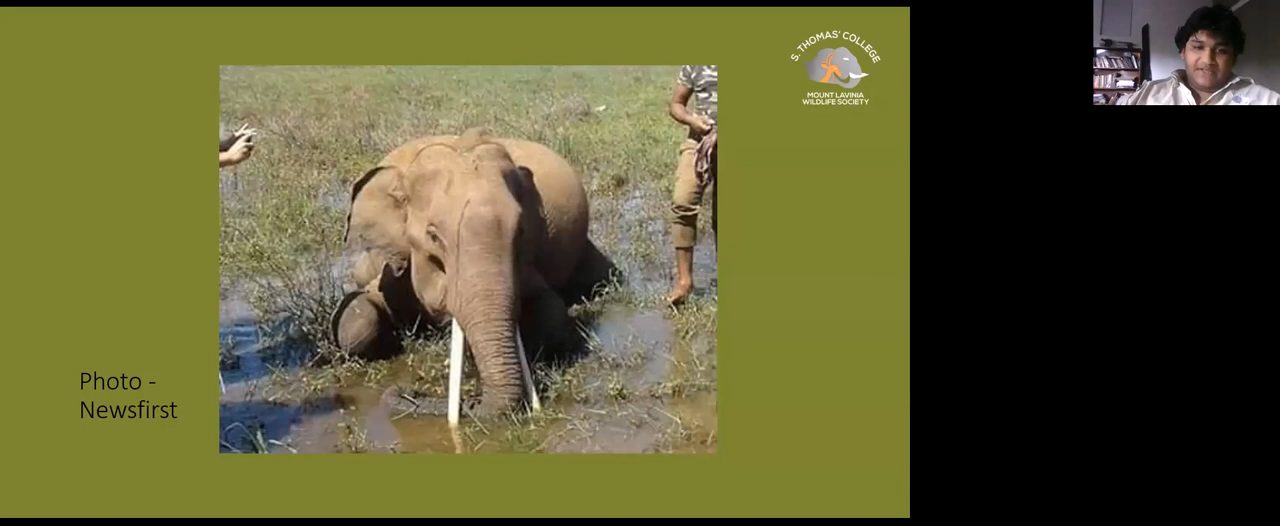 S. THOMAS' COLLEGE
MOUNT LAVINIA
WILDLIFE SOCIETY
Photo -
Newsfirst